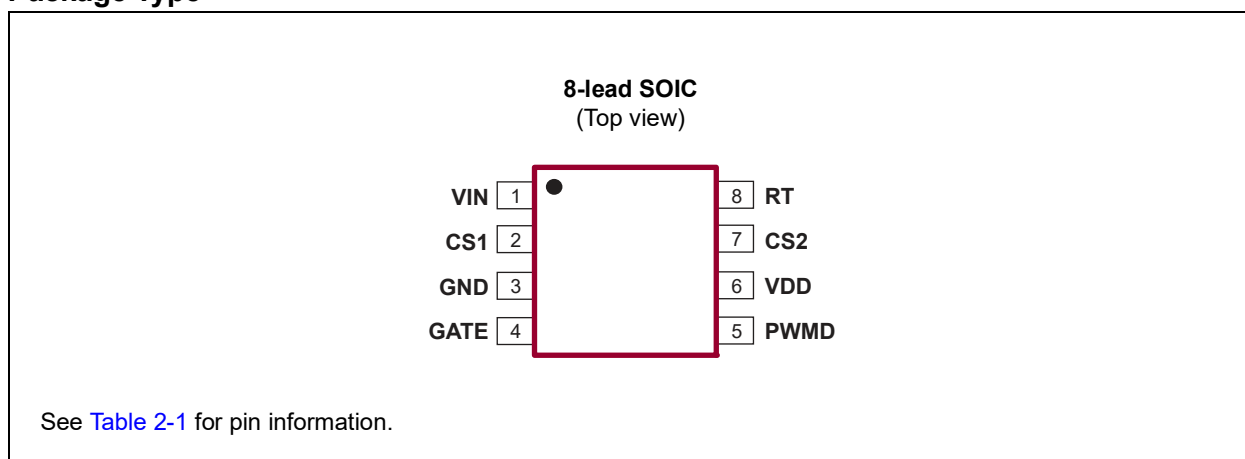 Package Type
8-lead SOIC
(Top view)
VIN 1 8 RT
CS1 2 7 CS2
GND 3 6 VDD
GATE 4 5 PWMD
See Table 2-1 for pin information.